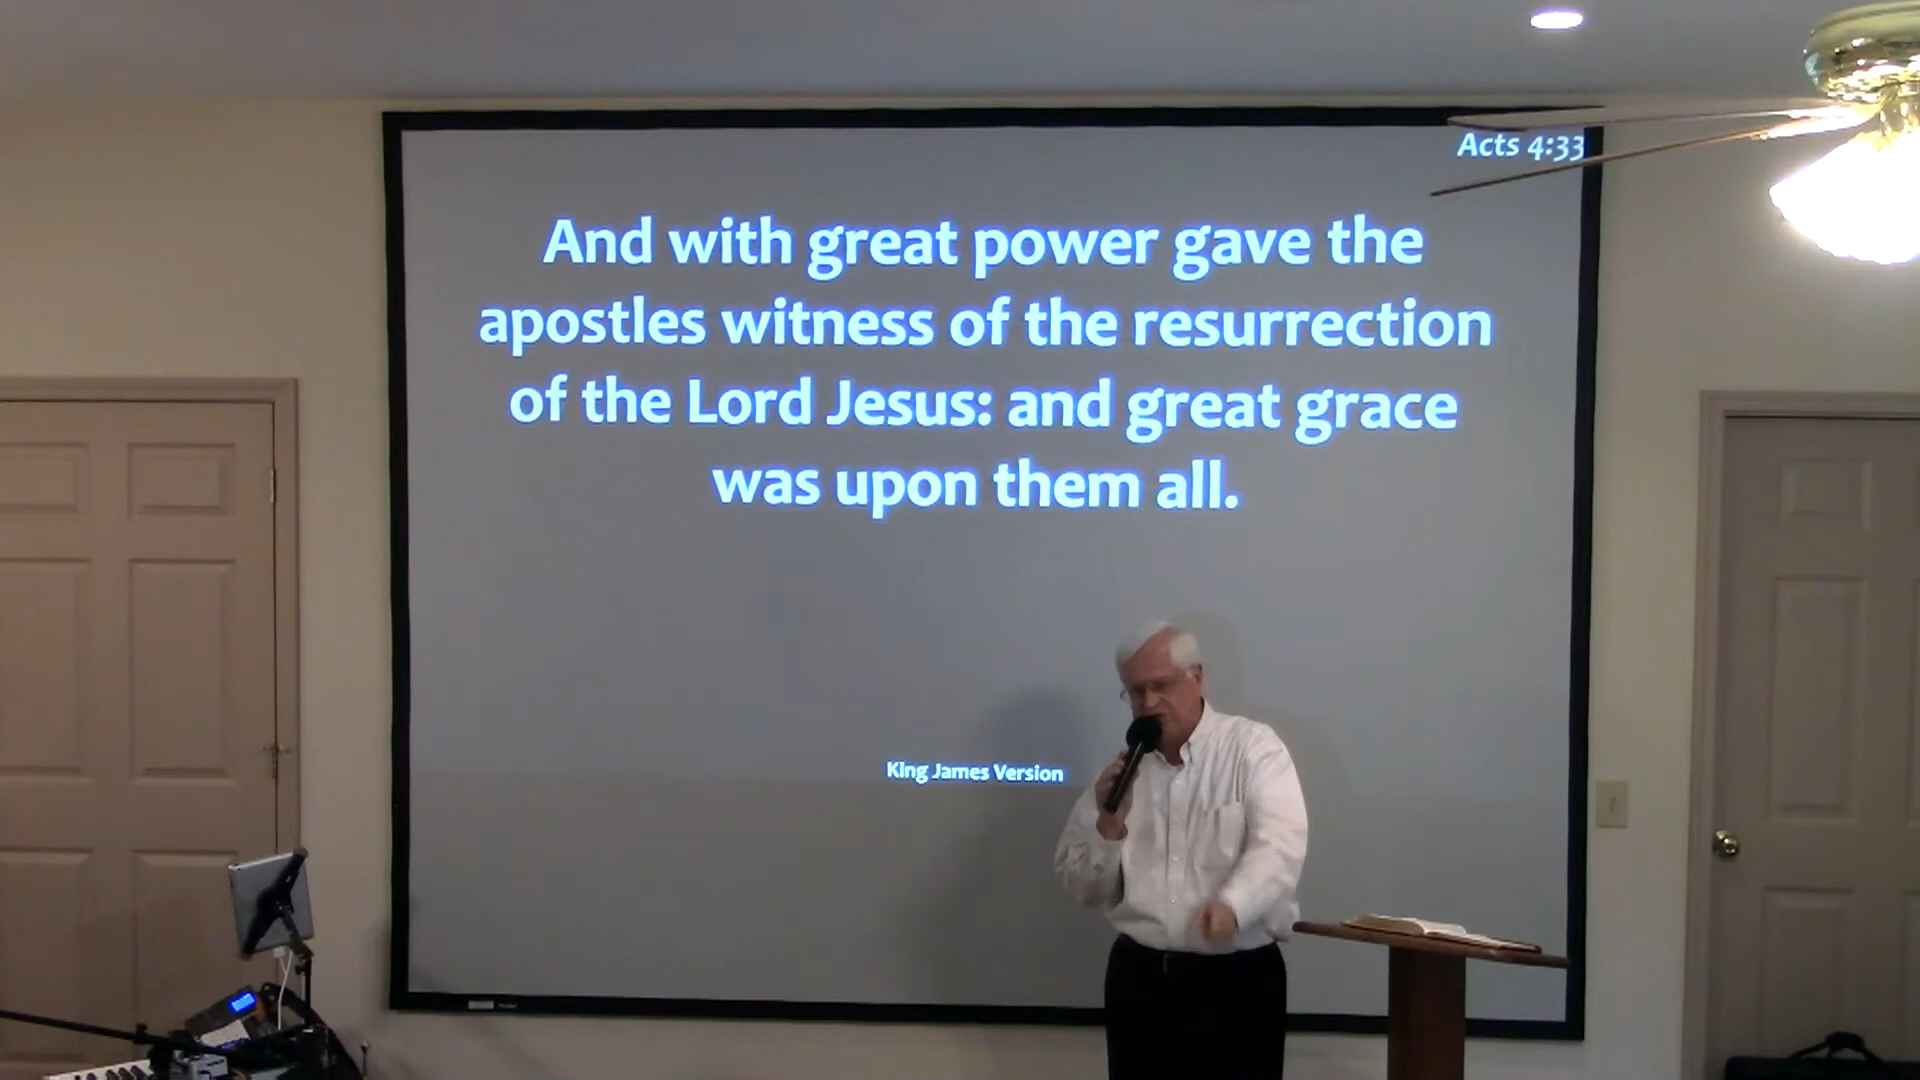 Acts 4:33
And with great power gave the
apostles witness of the resurrection
of the Lord Jesus: and great grace
was upon them all.
King James Version